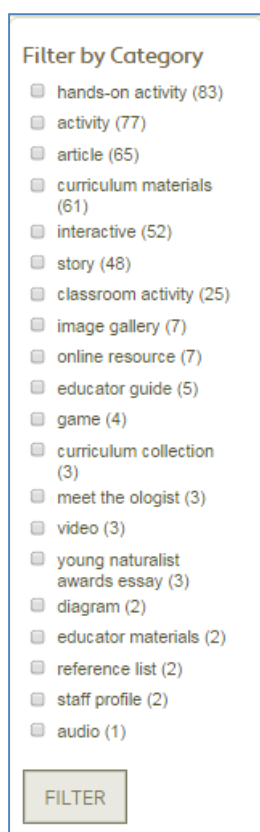 Filter by Category
hands-on activity (83)
activity (77)
article (65)
curriculum materials
(61)
interactive (52)
story (48)
classroom activity (25)
image gallery (7)
online resource (7)
educator guide (5)
game (4)
curriculum collection
(3)
meet the ologist (3)
video (3)
young naturalist
awards essay (3)
diagram (2)
educator materials (2)
reference list (2)
staff profile (2)
audio (1)
FILTER